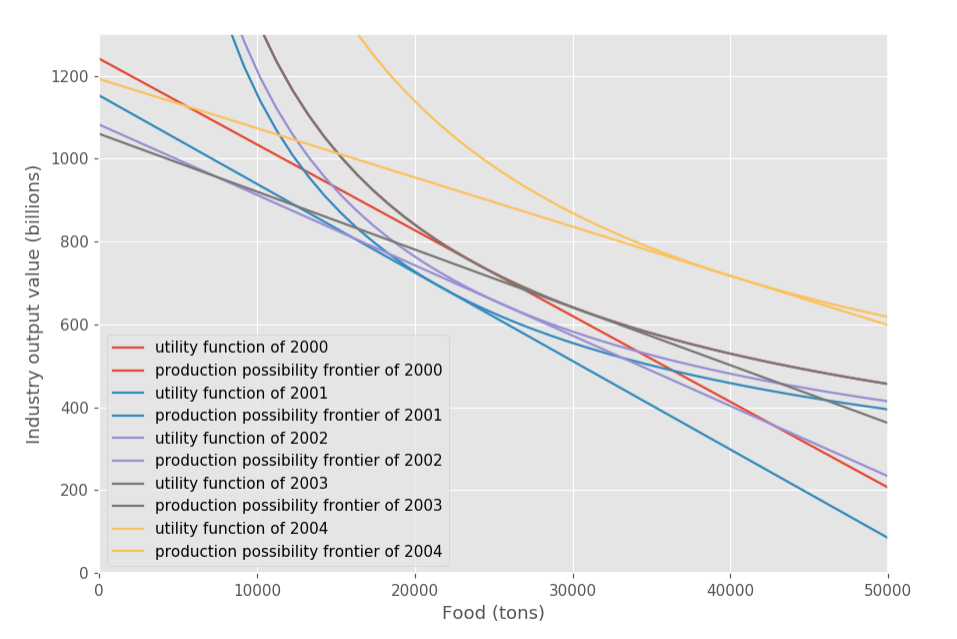 1200
1000
800
600
400
200
0
Industry output value (billions)
utility function of 2000
production possibility frontier of 2000
utility function of 2001
production possibility frontier of 2001
utility function of 2002
production possibility frontier of 2002
utility function of 2003
production possibility frontier of 2003
utility function of 2004
production possibility frontier of 2004
0 10000 20000 30000 40000 50000
Food (tons)